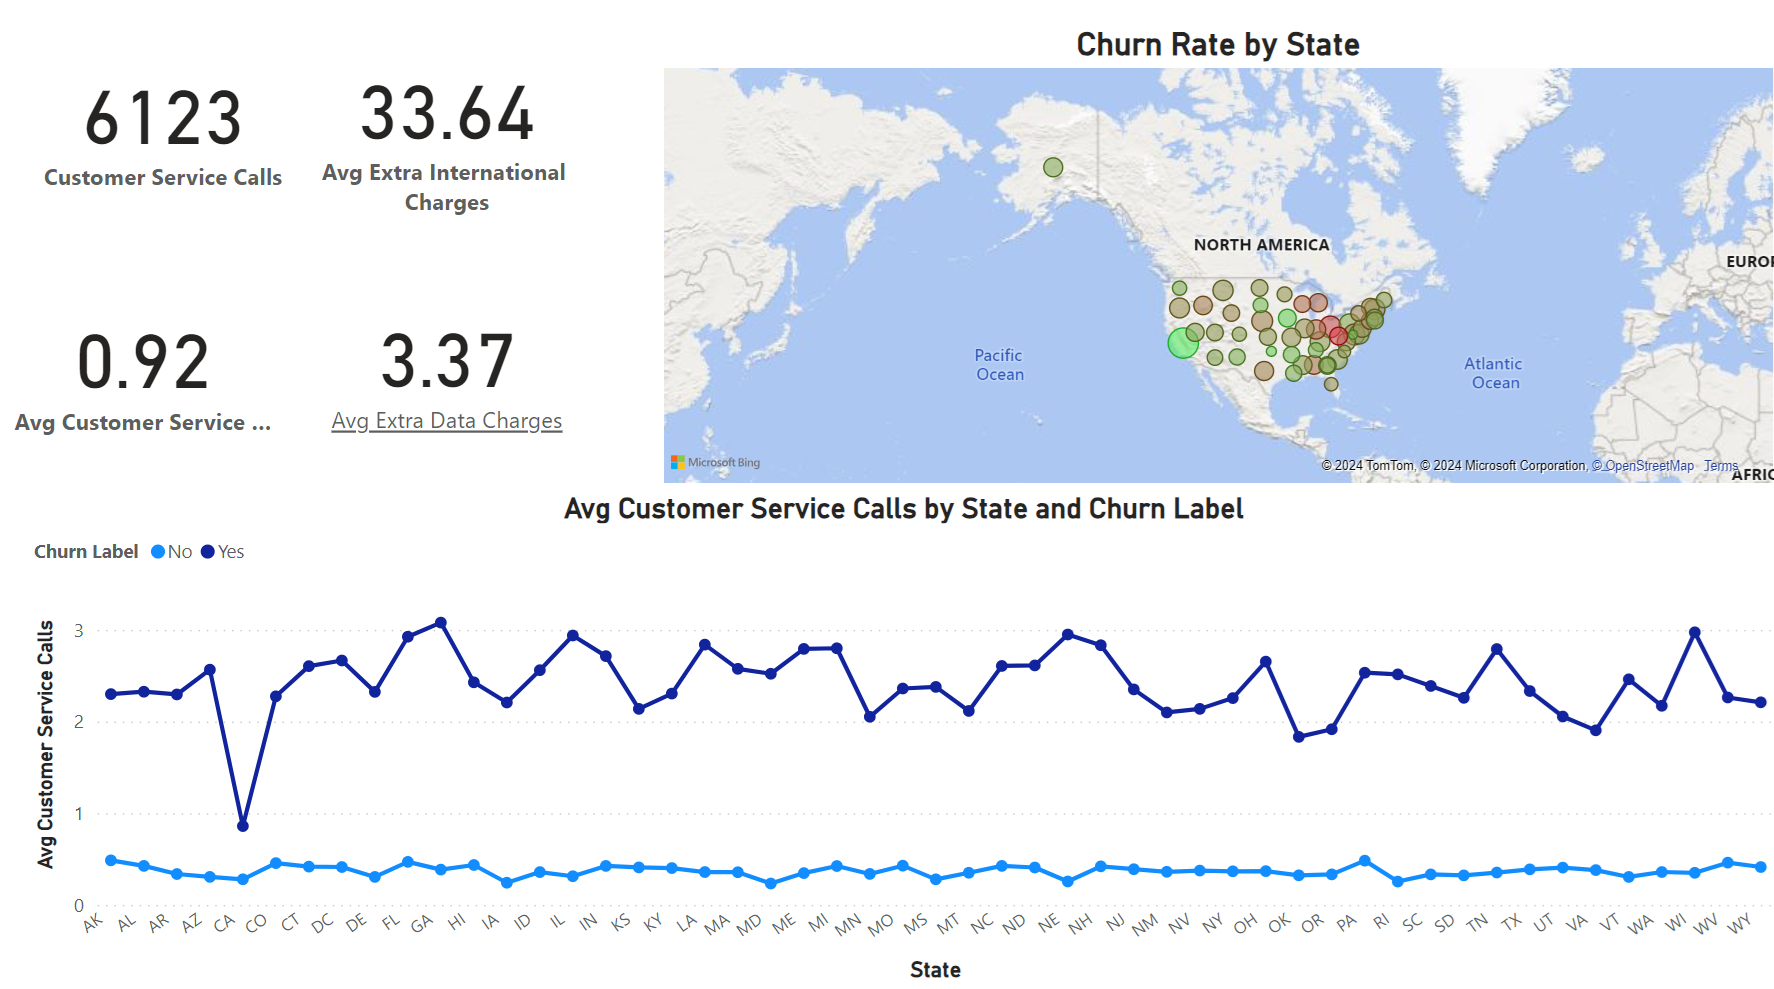 6123
Customer Service Calls
33.64
Avg Extra International
Charges
0.92
Avg Customer Service ...
3.37
Avg Extra Data Charges
Churn Rate by State
NORTH AMERICA
EUROP
Pacific
Ocean
Atlantic
Ocean
Microsoft Bing
© 2024 TomTom, © 2024 Microsoft Corporation, © OpenStreetMap Terms
AFRIC
Avg Customer Service Calls by State and Churn Label
Churn Label No Yes
Avg Customer Service Calls
3
2
1
0
AK AL AR AZ CA CO CT DC DE FL GA HI IA ID IL IN KS KY LA MA MD ME MI MN MO MS MT NC ND NE NH NJ NM NV NY OH OK OR PA RI SC SD TN TX UT VA VT WA WI WV WY
State